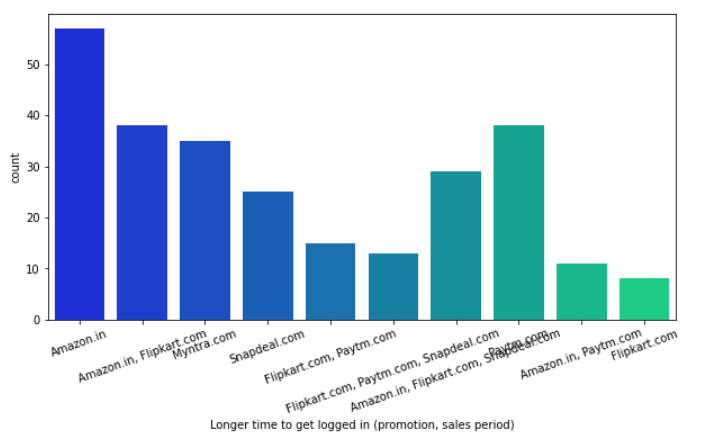 count
50
40
30
20
10
0
Amazon.in
Amazon.in, Flipkart.com
Myntra.com
Snapdeal.com
Flipkart.com, Paytm.com
Flipkart.com, Paytm.com, Snapdeal.com
Amazon.in, Flipkart.com, Snapdeal.com
Paytm.com
Amazon.in, Paytm.com
Flipkart.com
Longer time to get logged in (promotion, sales period)